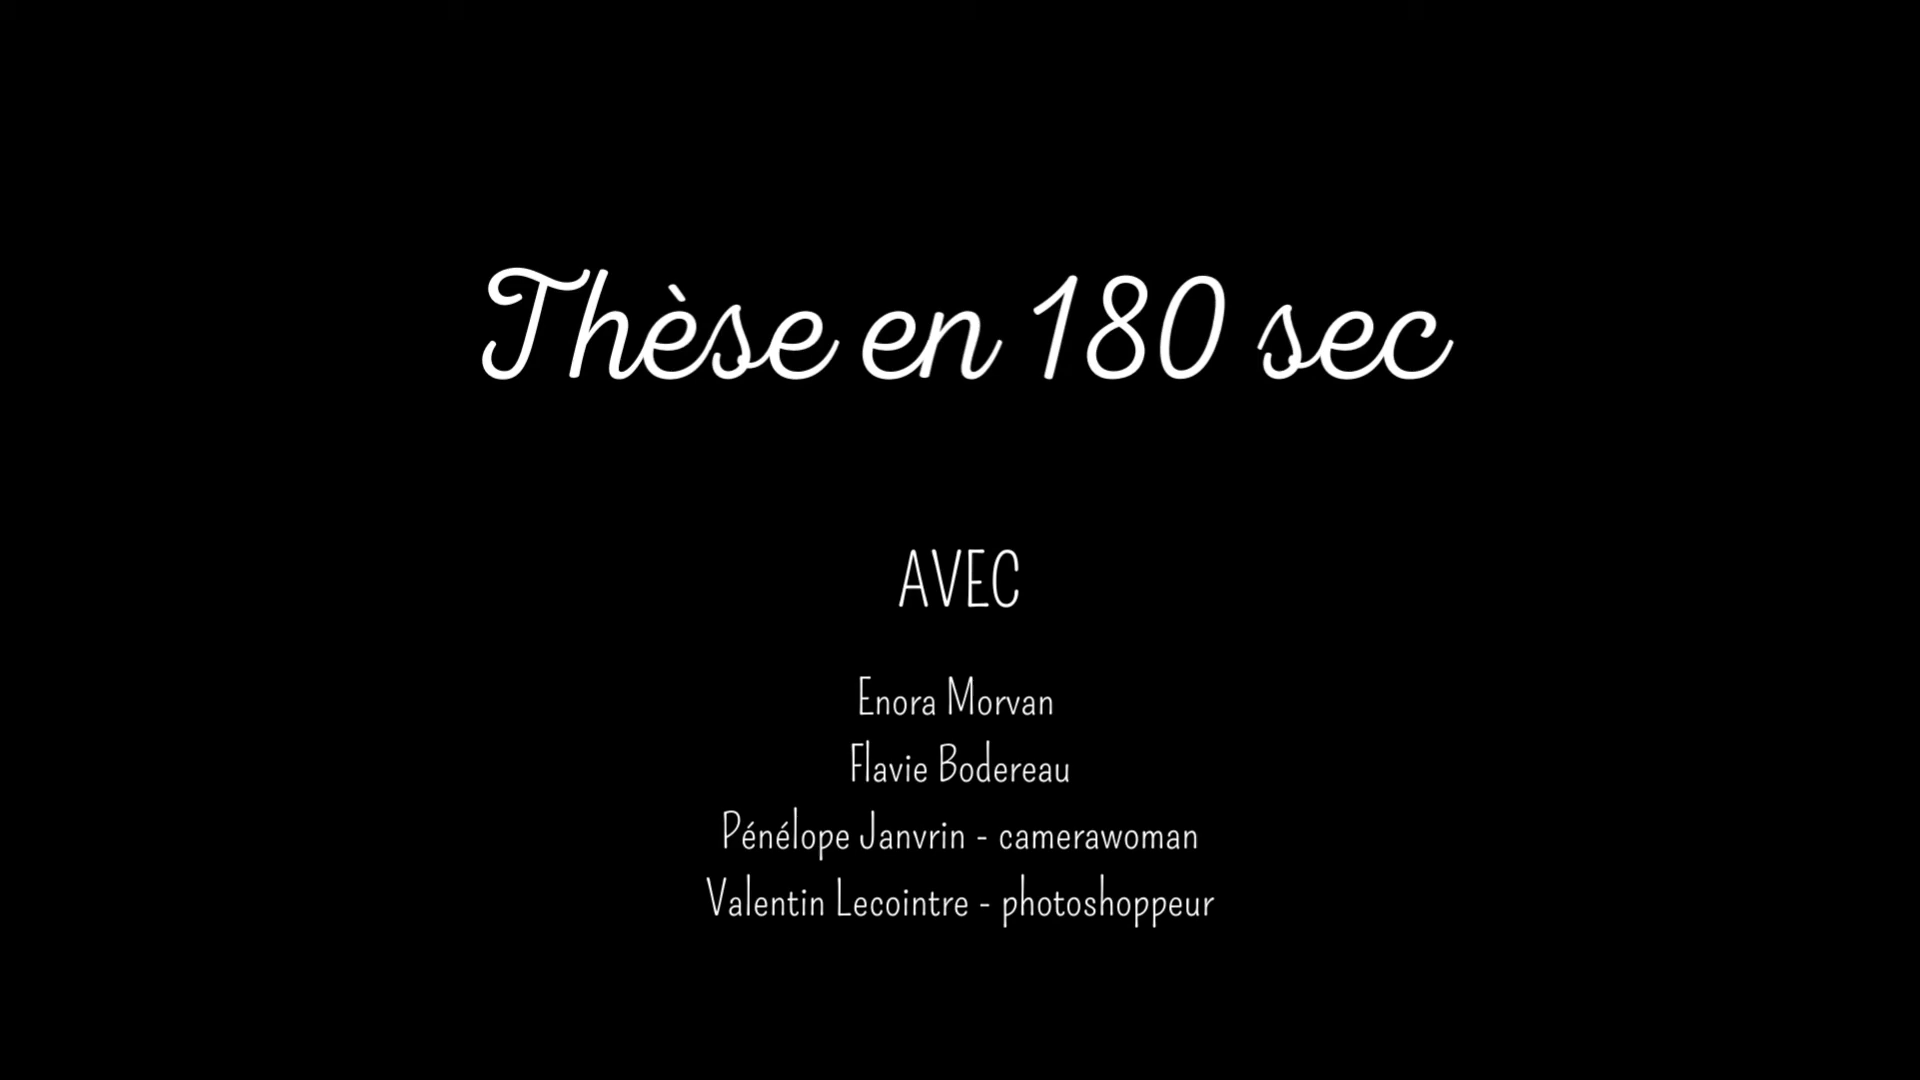 Thèse en 180 sec
AVEC
Enora Morvan
Flavie Bodereau
Pénélope Janvrin - camerawoman
Valentin Lecointre - photoshoppeur